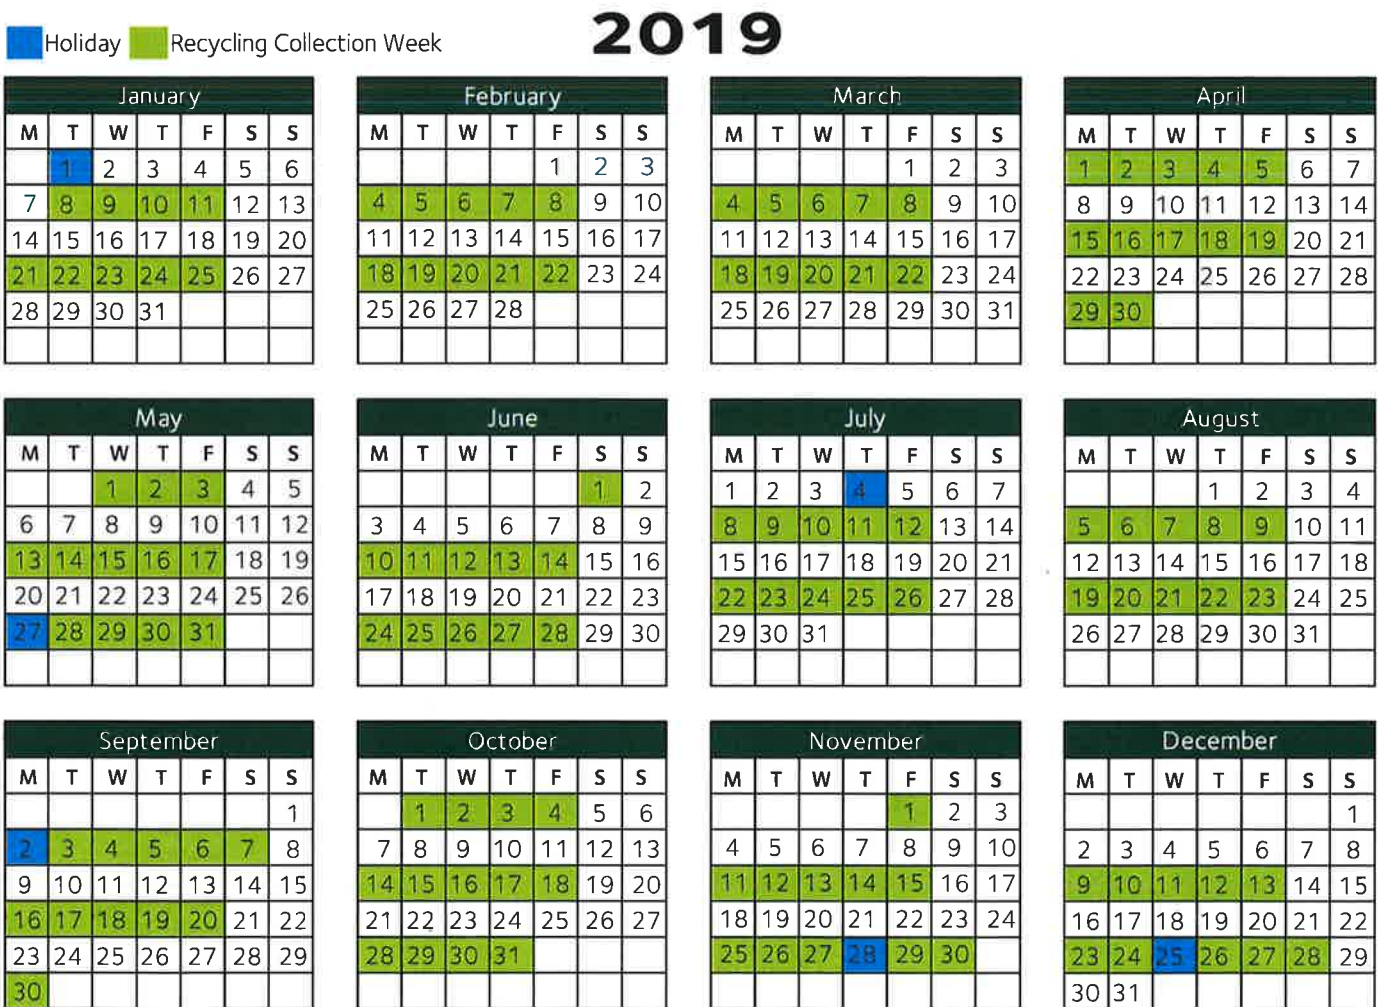 2019
Holiday Recycling Collection Week
January
M T W T F S S
1 2 3 4 5 6
7 8 9 10 11 12 13
14 15 16 17 18 19 20
21 22 23 24 25 26 27
28 29 30 31
February
M T W T F S S
1 2 3
4 5 6 7 8 9 10
11 12 13 14 15 16 17
18 19 20 21 22 23 24
25 26 27 28
March
M T W T F S S
1 2 3
4 5 6 7 8 9 10
11 12 13 14 15 16 17
18 19 20 21 22 23 24
25 26 27 28 29 30 31
April
M T W T F S S
1 2 3 4 5 6 7
8 9 10 11 12 13 14
15 16 17 18 19 20 21
22 23 24 25 26 27 28
29 30
May
M T W T F S S
1 2 3 4 5
6 7 8 9 10 11 12
13 14 15 16 17 18 19
20 21 22 23 24 25 26
27 28 29 30 31
June
M T W T F S S
1 2
3 4 5 6 7 8 9
10 11 12 13 14 15 16
17 18 19 20 21 22 23
24 25 26 27 28 29 30
July
M T W T F S S
1 2 3 4 5 6 7
8 9 10 11 12 13 14
15 16 17 18 19 20 21
22 23 24 25 26 27 28
29 30 31
August
M T W T F S S
1 2 3 4
5 6 7 8 9 10 11
12 13 14 15 16 17 18
19 20 21 22 23 24 25
26 27 28 29 30 31
September
M T W T F S S
1
2 3 4 5 6 7 8
9 10 11 12 13 14 15
16 17 18 19 20 21 22
23 24 25 26 27 28 29
30
October
M T W T F S S
1 2 3 4 5 6
7 8 9 10 11 12 13
14 15 16 17 18 19 20
21 22 23 24 25 26 27
28 29 30 31
November
M T W T F S S
1 2 3
4 5 6 7 8 9 10
11 12 13 14 15 16 17
18 19 20 21 22 23 24
25 26 27 28 29 30
December
M T W T F S S
1
2 3 4 5 6 7 8
9 10 11 12 13 14 15
16 17 18 19 20 21 22
23 24 25 26 27 28 29
30 31